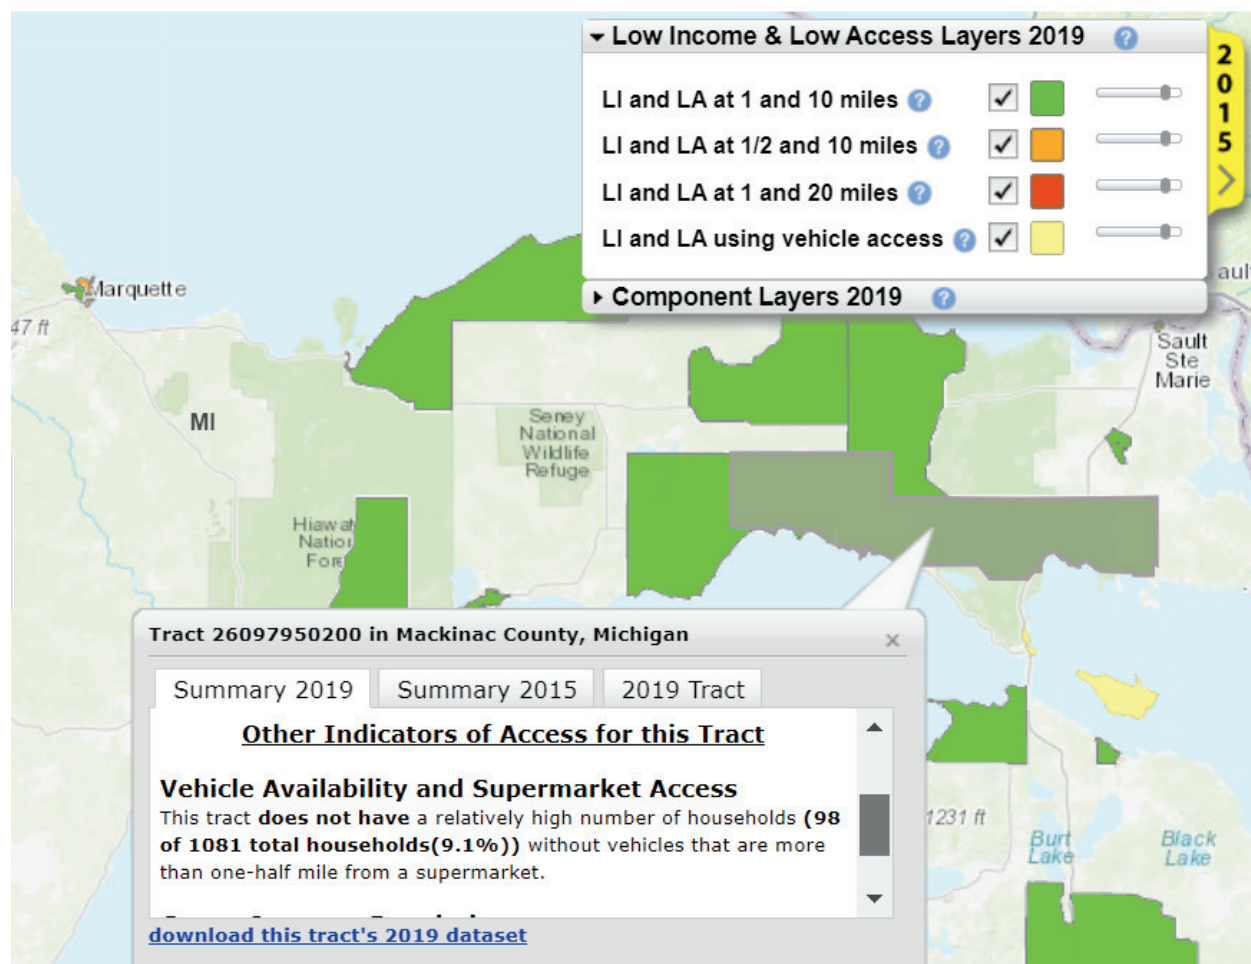 Low Income & Low Access Layers 2019 ?
LI and LA at 1 and 10 miles ?
LI and LA at 1/2 and 10 miles ?
LI and LA at 1 and 20 miles ?
LI and LA using vehicle access ?
Component Layers 2019 ?
2015
Marquette
47 ft
MI
Seney
National
Wildlife
Refuge
Sault
Ste
Marie
Tract 26097950200 in Mackinac County, Michigan
Summary 2019
Summary 2015
2019 Tract
Other Indicators of Access for this Tract
Vehicle Availability and Supermarket Access
This tract does not have a relatively high number of households (98
of 1081 total households(9.1%)) without vehicles that are more
than one-half mile from a supermarket.
download this tract's 2019 dataset
1231 ft
Burt
Lake
Black
Lake